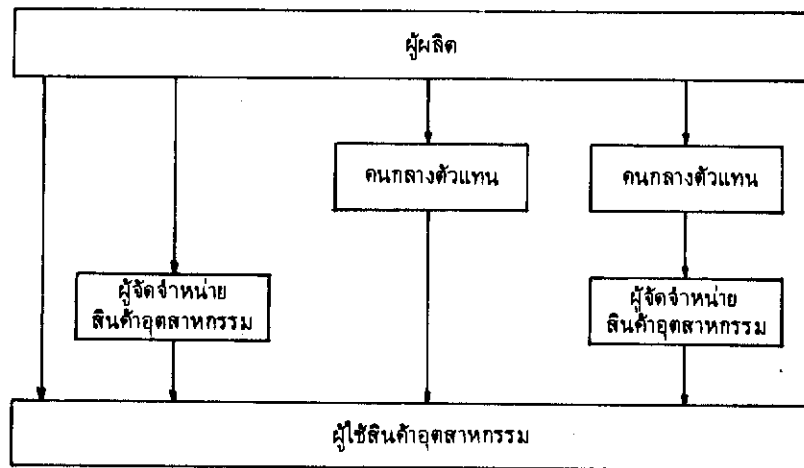 ผู้ผลิต
คนกลางตัวแทน
คนกลางตัวแทน
ผู้จัดจำหน่าย
สินค้าอุตสาหกรรม
ผู้จัดจำหน่าย
สินค้าอุตสาหกรรม
ผู้ใช้สินค้าอุตสาหกรรม